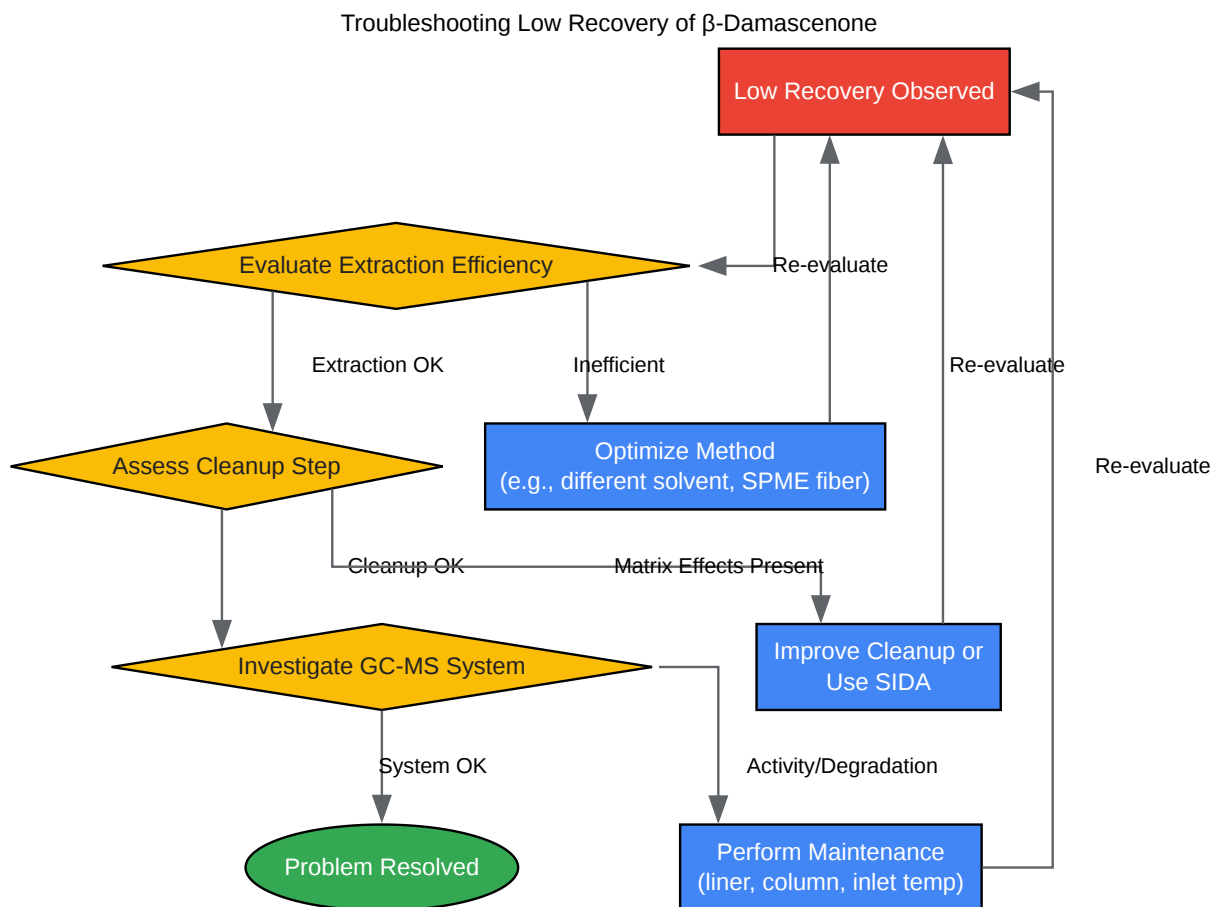 Troubleshooting Low Recovery of β-Damascenone
Low Recovery Observed
Evaluate Extraction Efficiency
Re-evaluate
Extraction OK
Inefficient
Re-evaluate
Optimize Method
(e.g., different solvent, SPME fiber)
Assess Cleanup Step
Re-evaluate
Cleanup OK
Matrix Effects Present
Investigate GC-MS System
Improve Cleanup or
Use SIDA
System OK
Activity/Degradation
Problem Resolved
Perform Maintenance
(liner, column, inlet temp)